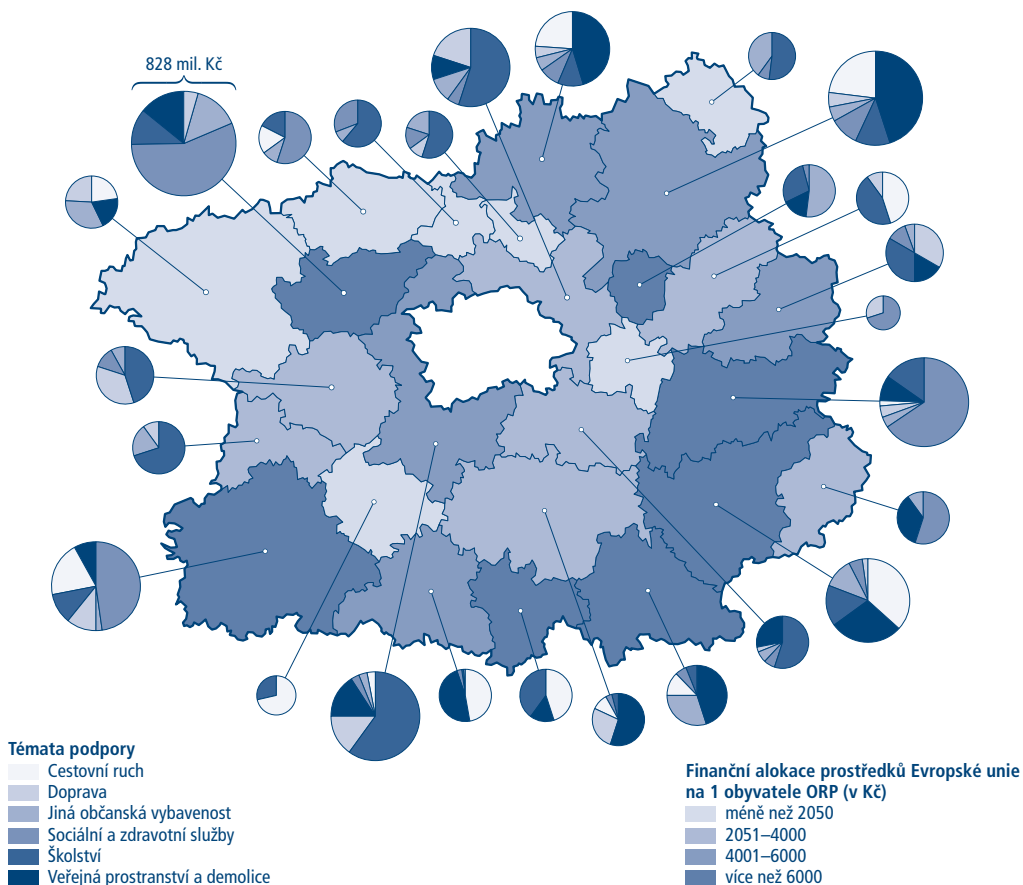 828 mil. Kč
Témata podpory
Cestovní ruch
Doprava
Jiná občanská vybavenost
Sociální a zdravotní služby
Školství
Veřejná prostranství a demolice
Finanční alokace prostředků Evropské unie
na 1 obyvatele ORP (v Kč)
méně než 2050
2051–4000
4001–6000
více než 6000